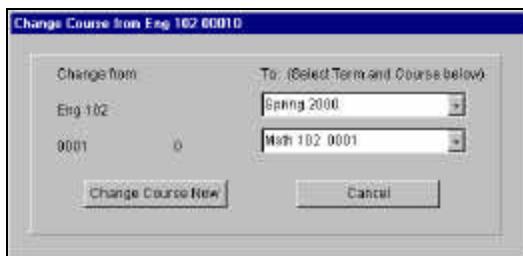 Change Course from Eng 102 00010
Change from
To: (Select Term and Course below)
Eng 102
Spring 2000
0001 0
Math 102 0001
Change Course Now
Cancel